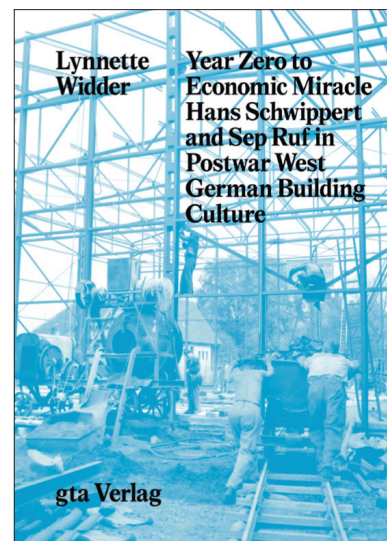 Lynnette
Widder
Year Zero to
Economic Miracle
Hans Schwippert
and Sep Ruf in
Postwar West
German Building
Culture
gta Verlag